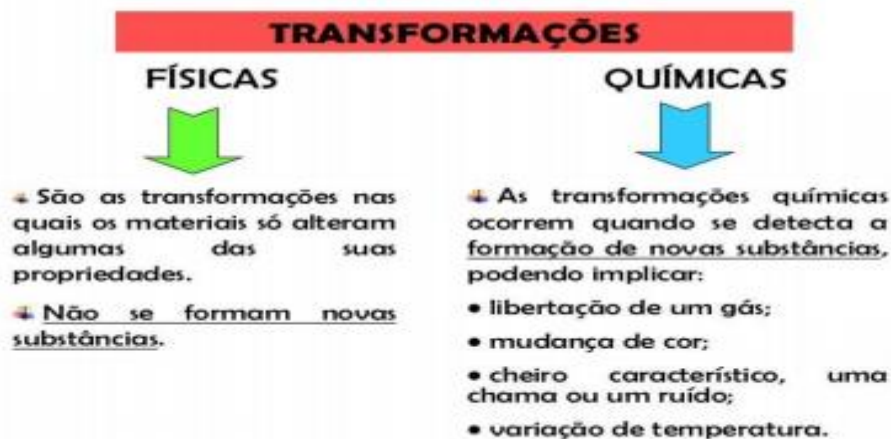 TRANSFORMAÇÕES
FÍSICAS
São as transformações nas
quais os materiais só alteram
algumas das suas
propriedades.
Não se formam novas
substâncias.
QUÍMICAS
As transformações químicas
ocorrem quando se detecta a
formação de novas substâncias,
podendo implicar:
• libertação de um gás;
• mudança de cor;
• cheiro característico, uma
chama ou um ruído;
• variação de temperatura.